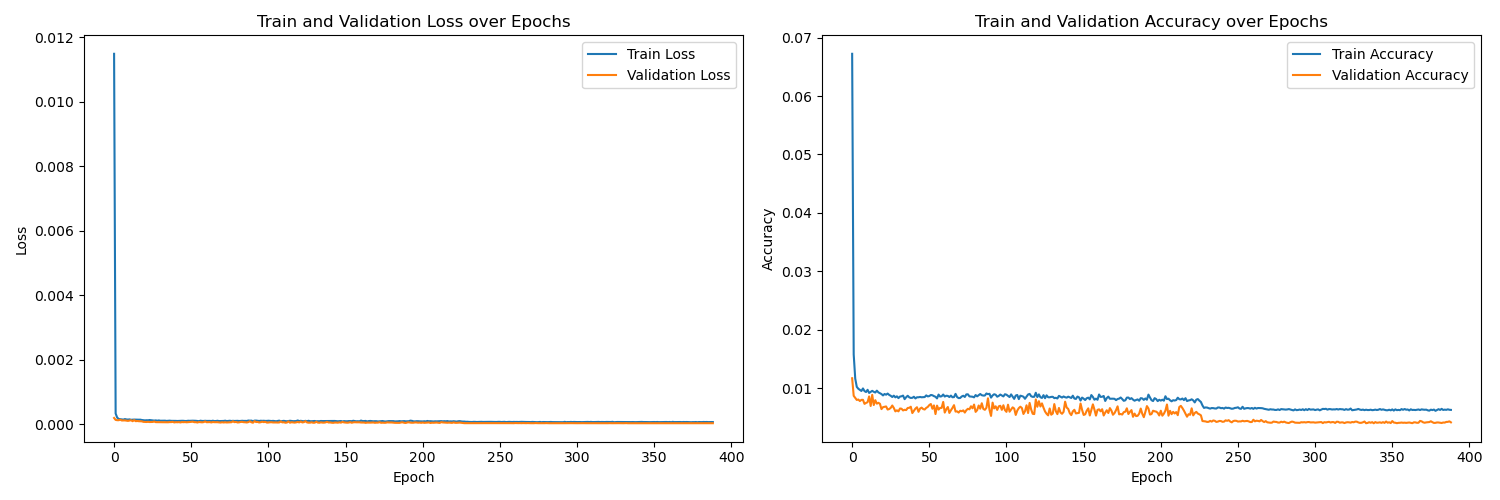 Train and Validation Loss over Epochs
0.012
0.010
0.008
0.006
0.004
0.002
0.000
Loss
Train Loss
Validation Loss
0 50 100 150 200 250 300 350 400
Epoch
Train and Validation Accuracy over Epochs
0.07
0.06
0.05
0.04
0.03
0.02
0.01
Accuracy
Train Accuracy
Validation Accuracy
0 50 100 150 200 250 300 350 400
Epoch